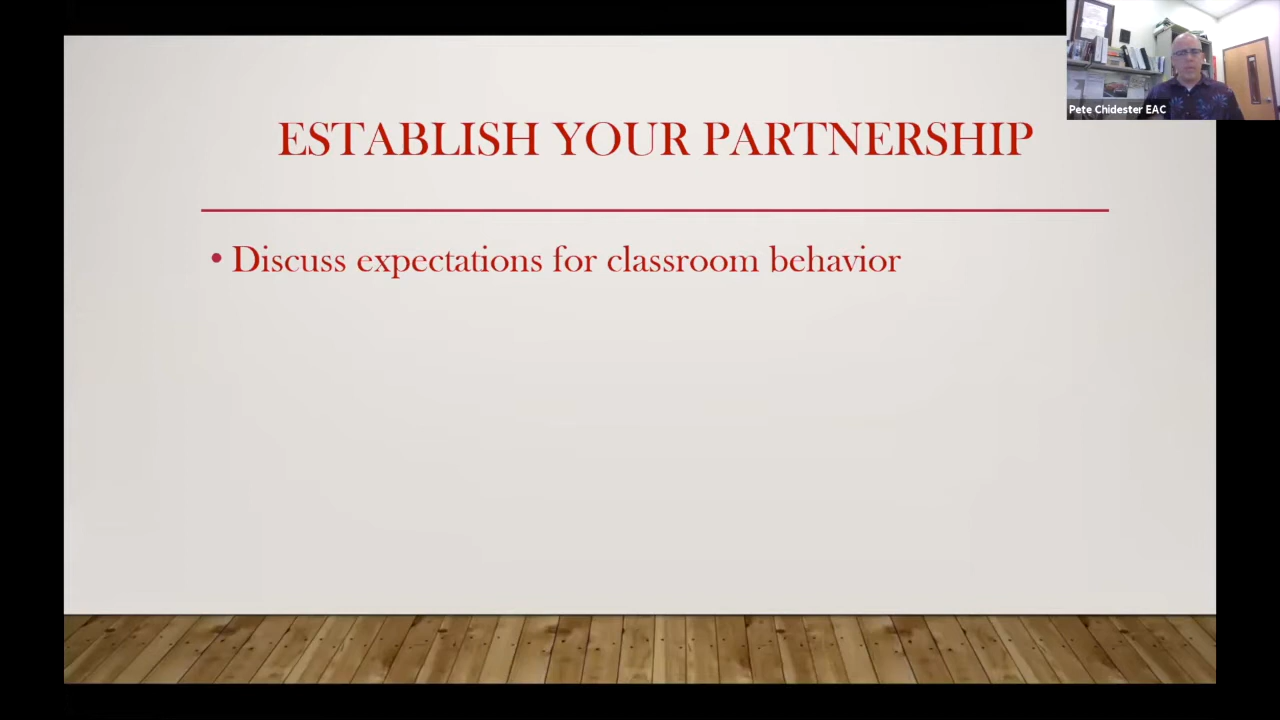 Pete Chidester EAC
ESTABLISH YOUR PARTNERSHIP
• Discuss expectations for classroom behavior